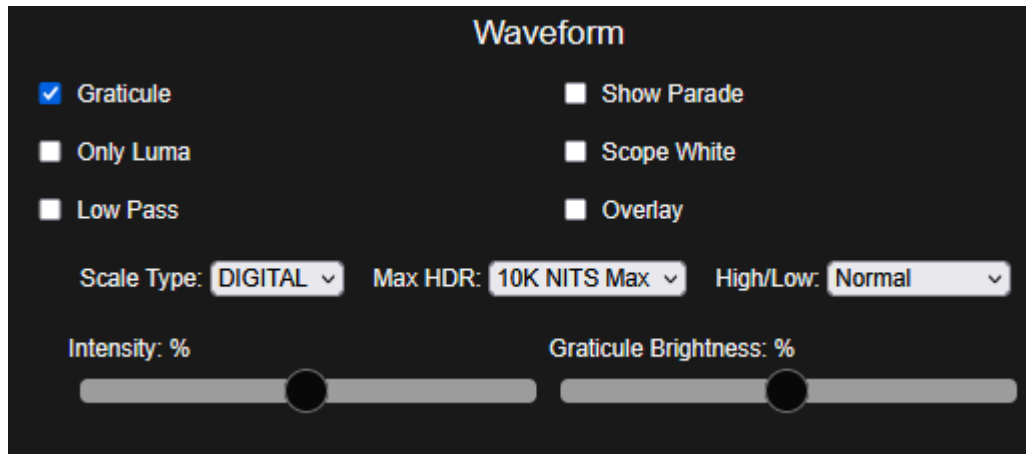 Waveform
Graticule Show Parade
Only Luma Scope White
Low Pass Overlay
Scale Type: DIGITAL Max HDR: 10K NITS Max High/Low: Normal
Intensity: % Graticule Brightness: %